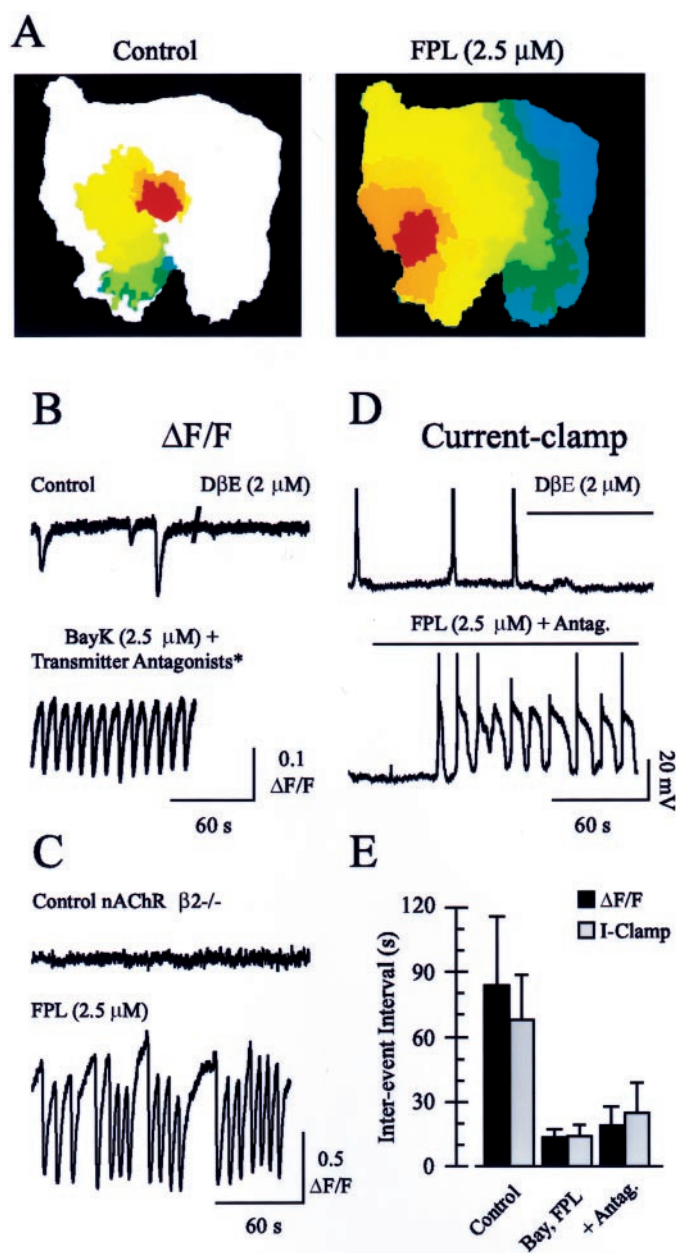 A
Control
FPL (2.5 μM)
B
ΔF/F
Control
DβE (2 μM)
BayK (2.5 μM) +
Transmitter Antagonists*
0.1
ΔF/F
60 s
C
Control nAChR β2-/-
FPL (2.5 μM)
0.5
ΔF/F
60 s
D
Current-clamp
DβE (2 μM)
FPL (2.5 μM) + Antag.
20 mV
60 s
E
ΔF/F
I-Clamp
Inter-event Interval (s)
120
90
60
30
0
Control
Bay, FPL
+ Antag.